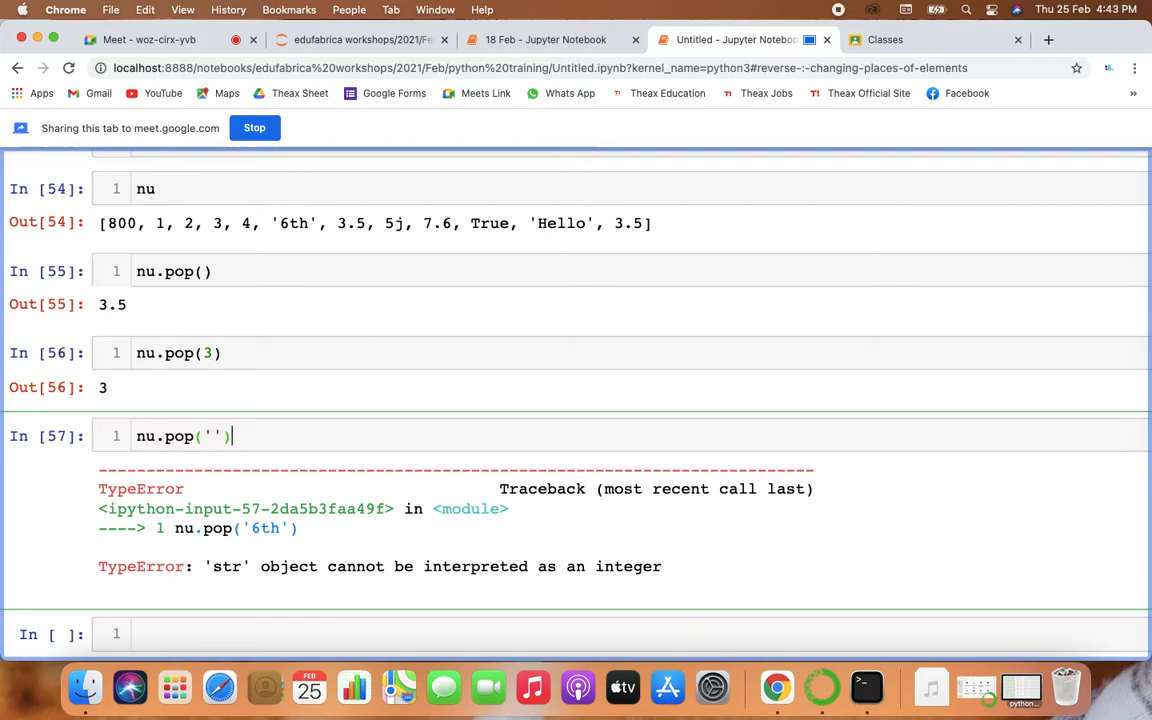 Chrome File Edit View History Bookmarks People Tab Window Help Thu 25 Feb 4:43 PM
Meet - woz-cirx-yvb edufabrica workshops/2021/Fe 18 Feb - Jupyter Notebook Untitled - Jupyter Noteboo Classes
localhost:8888/notebooks/edufabrica%20workshops/2021/Feb/python%20training/Untitled.ipynb?kernel_name=python3#reverse-:-changing-places-of-elements
Apps Gmail YouTube Maps Theax Sheet Google Forms Meets Link Whats App Theax Education Theax Jobs Theax Official Site Facebook »
Sharing this tab to meet.google.com Stop
In [54]: 1 nu
Out[54]: [800, 1, 2, 3, 4, '6th', 3.5, 5j, 7.6, True, 'Hello', 3.5]
In [55]: 1 nu.pop()
Out[55]: 3.5
In [56]: 1 nu.pop(3)
Out[56]: 3
In [57]: 1 nu.pop('')
---------------------------------------------------------------------------
TypeError Traceback (most recent call last)
<ipython-input-57-2da5b3faa49f> in <module>
----> 1 nu.pop('6th')
TypeError: 'str' object cannot be interpreted as an integer
In [ ]: 1
FEB
25
tv
python...